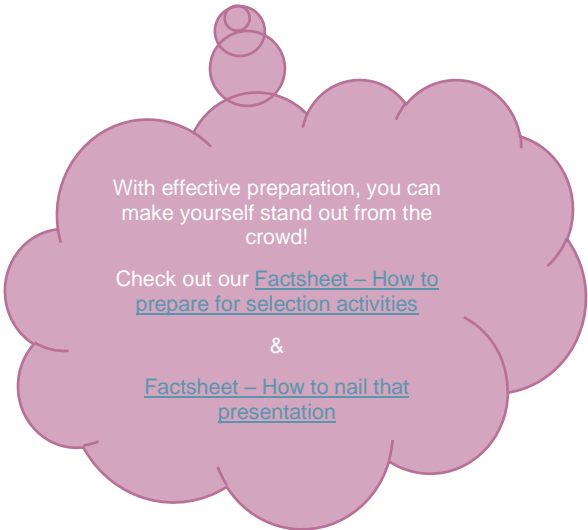 With effective preparation, you can
make yourself stand out from the
crowd!
Check out our Factsheet – How to
prepare for selection activities
&
Factsheet – How to nail that
presentation